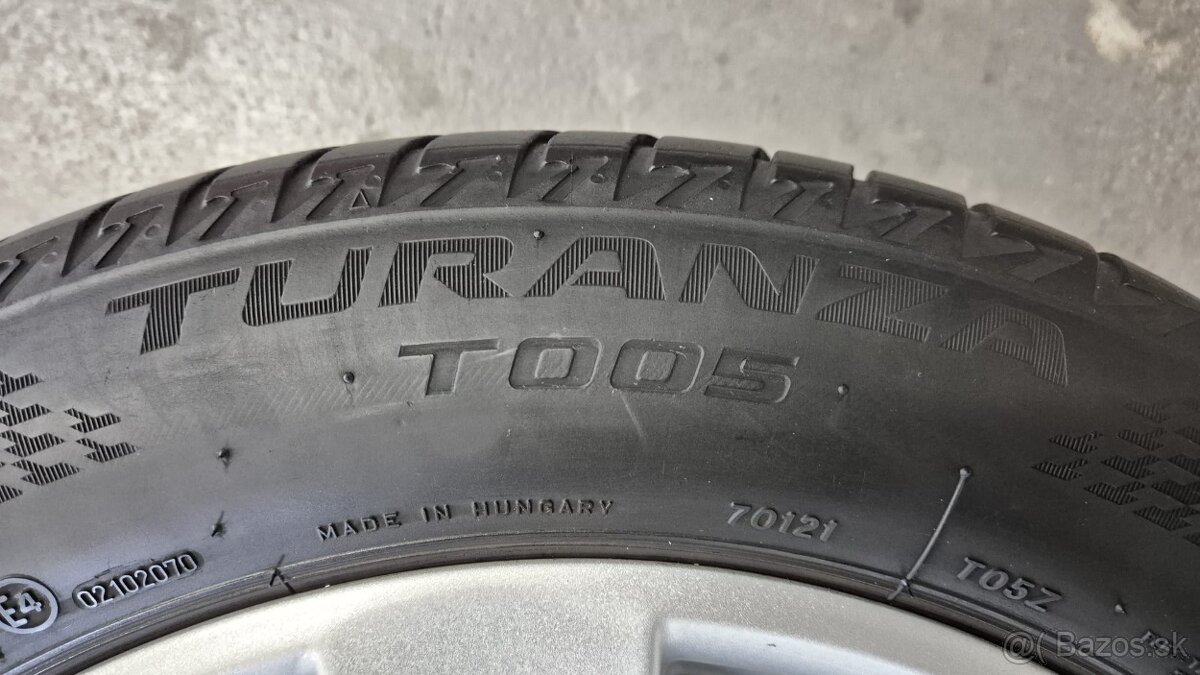 TURANZA
T005
MADE IN HUNGARY
70121
T05Z
E4
02102070
@ Bazos.sk